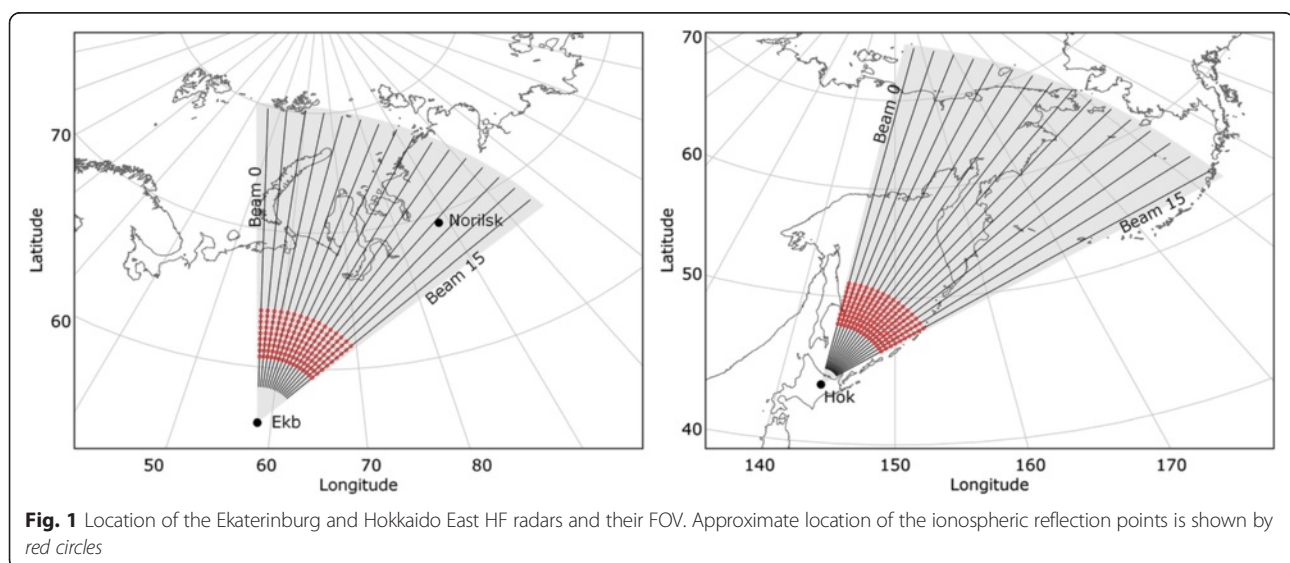 70
60
Latitude
Beam 0
Norilsk
Beam 15
Ekb
50
60
70
80
Longitude
70
60
50
40
Latitude
Beam 0
Beam 15
Hok
140
150
160
170
Longitude
Fig. 1 Location of the Ekaterinburg and Hokkaido East HF radars and their FOV. Approximate location of the ionospheric reflection points is shown by
red circles